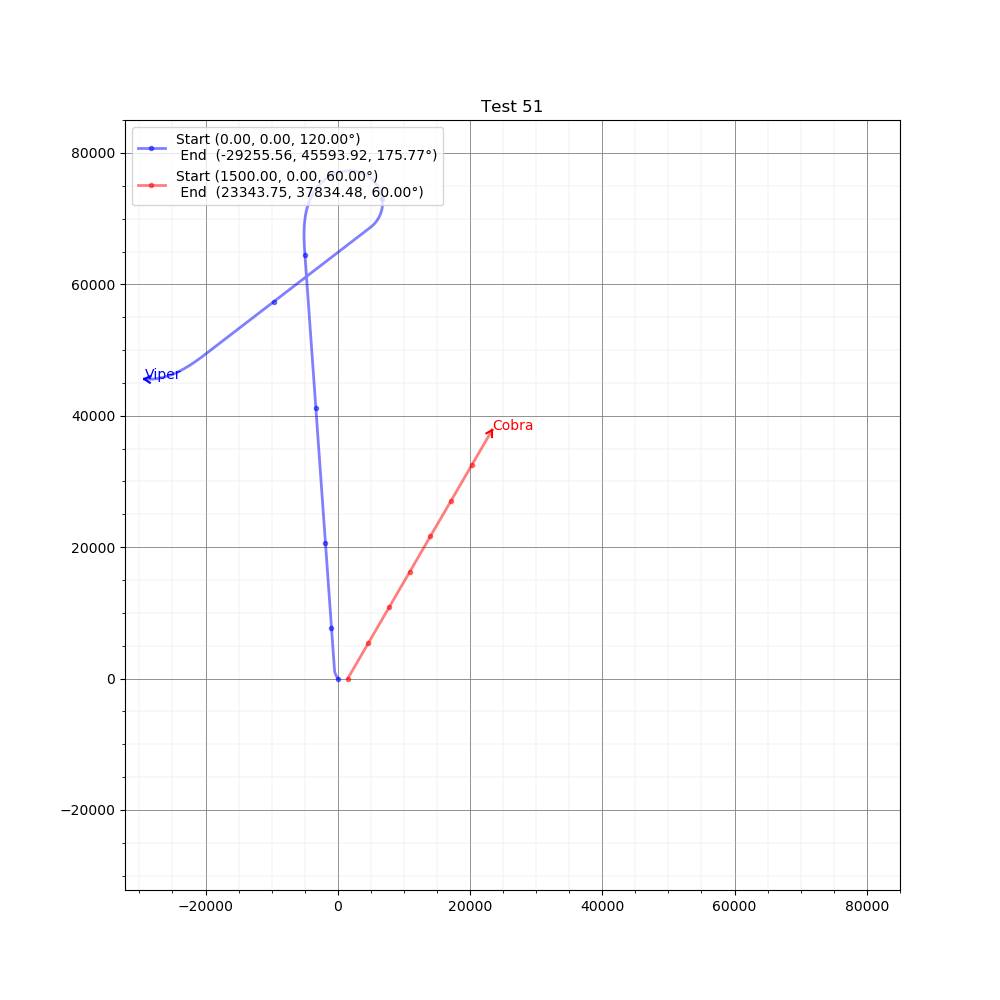 Test 51
Start (0.00, 0.00, 120.00°)
End (-29255.56, 45593.92, 175.77°)
Start (1500.00, 0.00, 60.00°)
End (23343.75, 37834.48, 60.00°)
80000
60000
40000
20000
0
−20000
Viper
Cobra
−20000 0 20000 40000 60000 80000